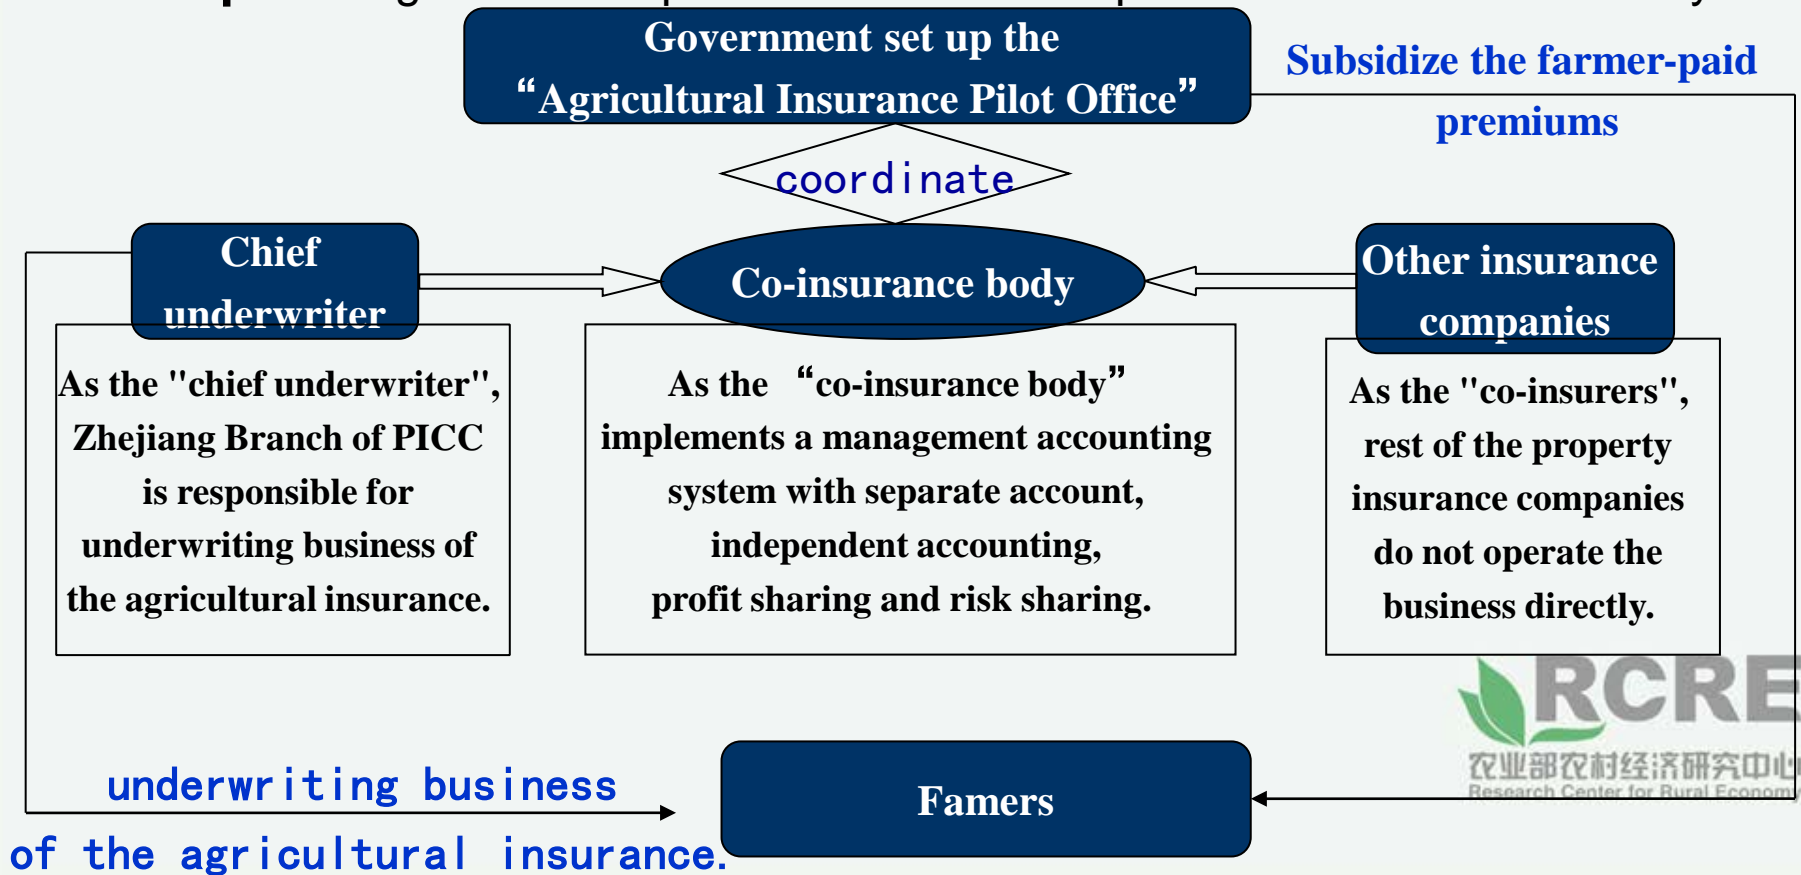 Government set up the
“Agricultural Insurance Pilot Office”
Subsidize the farmer-paid
premiums
coordinate
Chief
underwriter
Co-insurance body
Other insurance
companies
As the "chief underwriter",
Zhejiang Branch of PICC
is responsible for
underwriting business of
the agricultural insurance.
As the “co-insurance body”
implements a management accounting
system with separate account,
independent accounting,
profit sharing and risk sharing.
As the "co-insurers",
rest of the property
insurance companies
do not operate the
business directly.
RCRE
农业部农村经济研究中心
Research Center for Rural Economy
underwriting business
of the agricultural insurance.
Famers